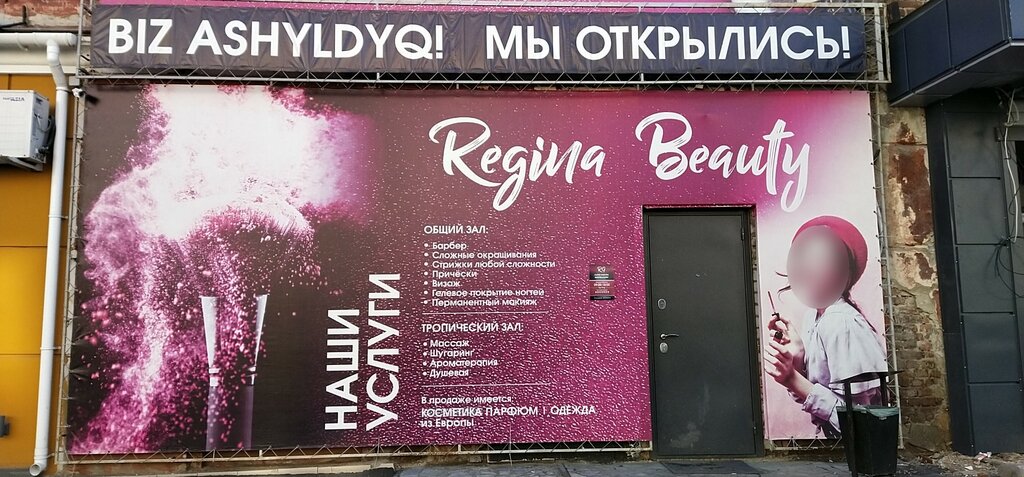 BIZ ASHYLDYQ! МЫ ОТКРЫЛИСЬ!
Regina Beauty
НАШИ
УСЛУГИ
ОБЩИЙ ЗАЛ:
• Барбер
• Сложные окрашивания
• Стрижки любой сложности
• Причёски
• Визаж
• Гелевое покрытие ногтей
• Перманентный макияж
ТРОПИЧЕСКИЙ ЗАЛ:
• Массаж
• Шугаринг
• Ароматерапия
• Душевая
В продаже имеется:
КОСМЕТИКА ПАРФЮМ | ОДЕЖДА
из Европы